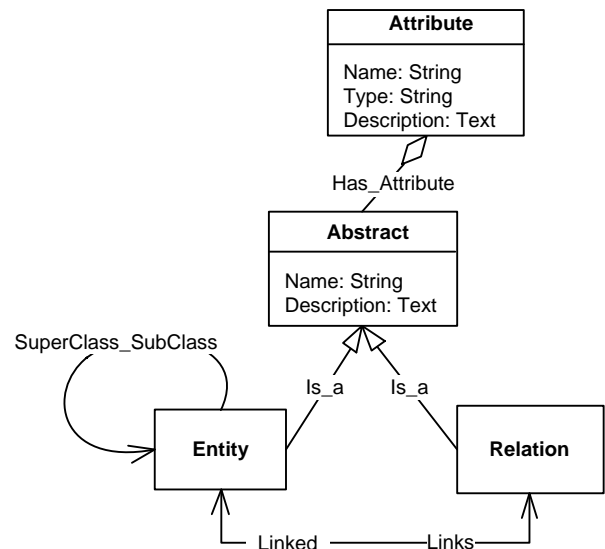 Attribute
Name: String
Type: String
Description: Text
Has_Attribute
Abstract
Name: String
Description: Text
SuperClass_SubClass
Is_a
Is_a
Entity
Relation
Linked
Links